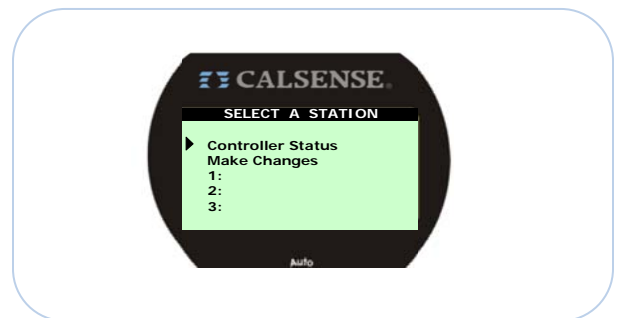 CALSENSE®
SELECT A STATION
Controller Status
Make Changes
1:
2:
3:
Auto